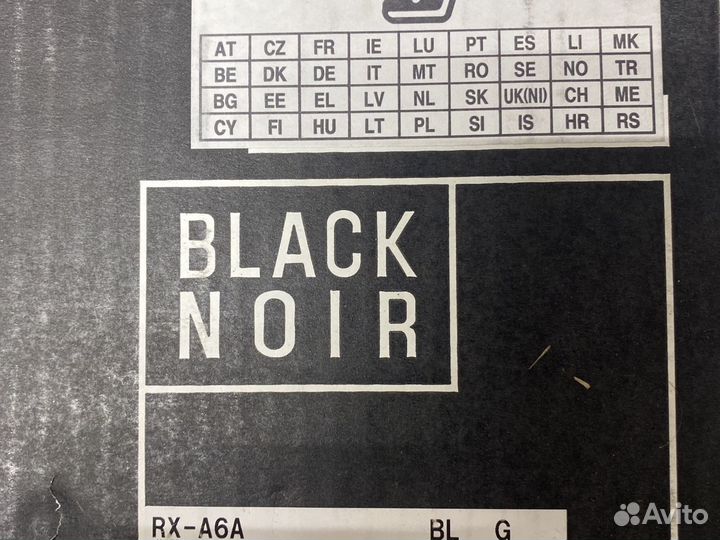 AT CZ FR IE LU PT ES LI MK
BE DK DE IT MT RO SE NO TR
BG EE EL LV NL SK UK(NI) CH ME
CY FI HU LT PL SI IS HR RS
BLACK
NOIR
RX-A6A BL G
Avito